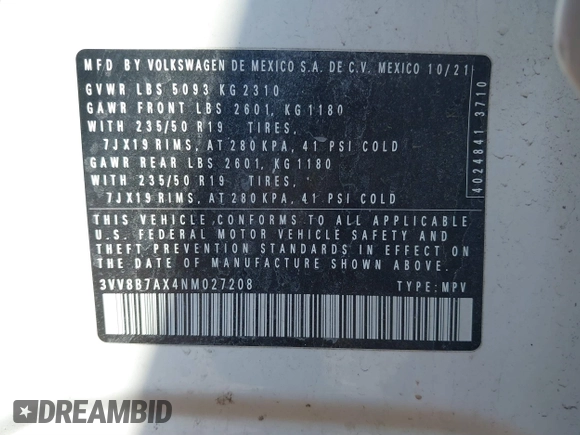 MFD BY VOLKSWAGEN DE MEXICO S.A. DE C.V. MEXICO 10/21
GVWR LBS 5093 KG 2310
GAWR FRONT LBS 2601, KG 1180
WITH 235/50 R19 TIRES,
7JX19 RIMS, AT 280 KPA, 41 PSI COLD
GAWR REAR LBS 2601, KG 1180
WITH 235/50 R19 TIRES,
7JX19 RIMS, AT 280 KPA, 41 PSI COLD
THIS VEHICLE CONFORMS TO ALL APPLICABLE
U.S. FEDERAL MOTOR VEHICLE SAFETY AND
THEFT PREVENTION STANDARDS IN EFFECT ON
THE DATE OF MANUFACTURE SHOWN ABOVE.
3VV8B7AX4NM027208 TYPE: MPV
4024841 3710
DREAMBID